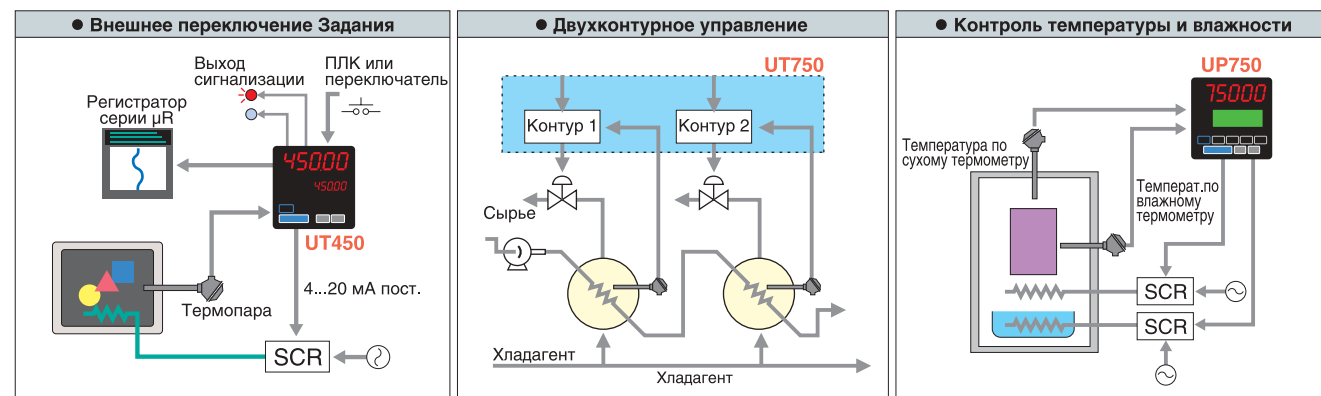 ● Внешнее переключение Задания
Выход
сигнализации
ПЛК или
переключатель
Регистратор
серии µR
450.00
450.00
UT450
Термопара
4...20 мА пост.
SCR
● Двухконтурное управление
UT750
Контур 1
Контур 2
Сырье
Хладагент
Хладагент
● Контроль температуры и влажности
UP750
75000
Температура по
сухому термометру
Температ.по
влажному
термометру
SCR
SCR